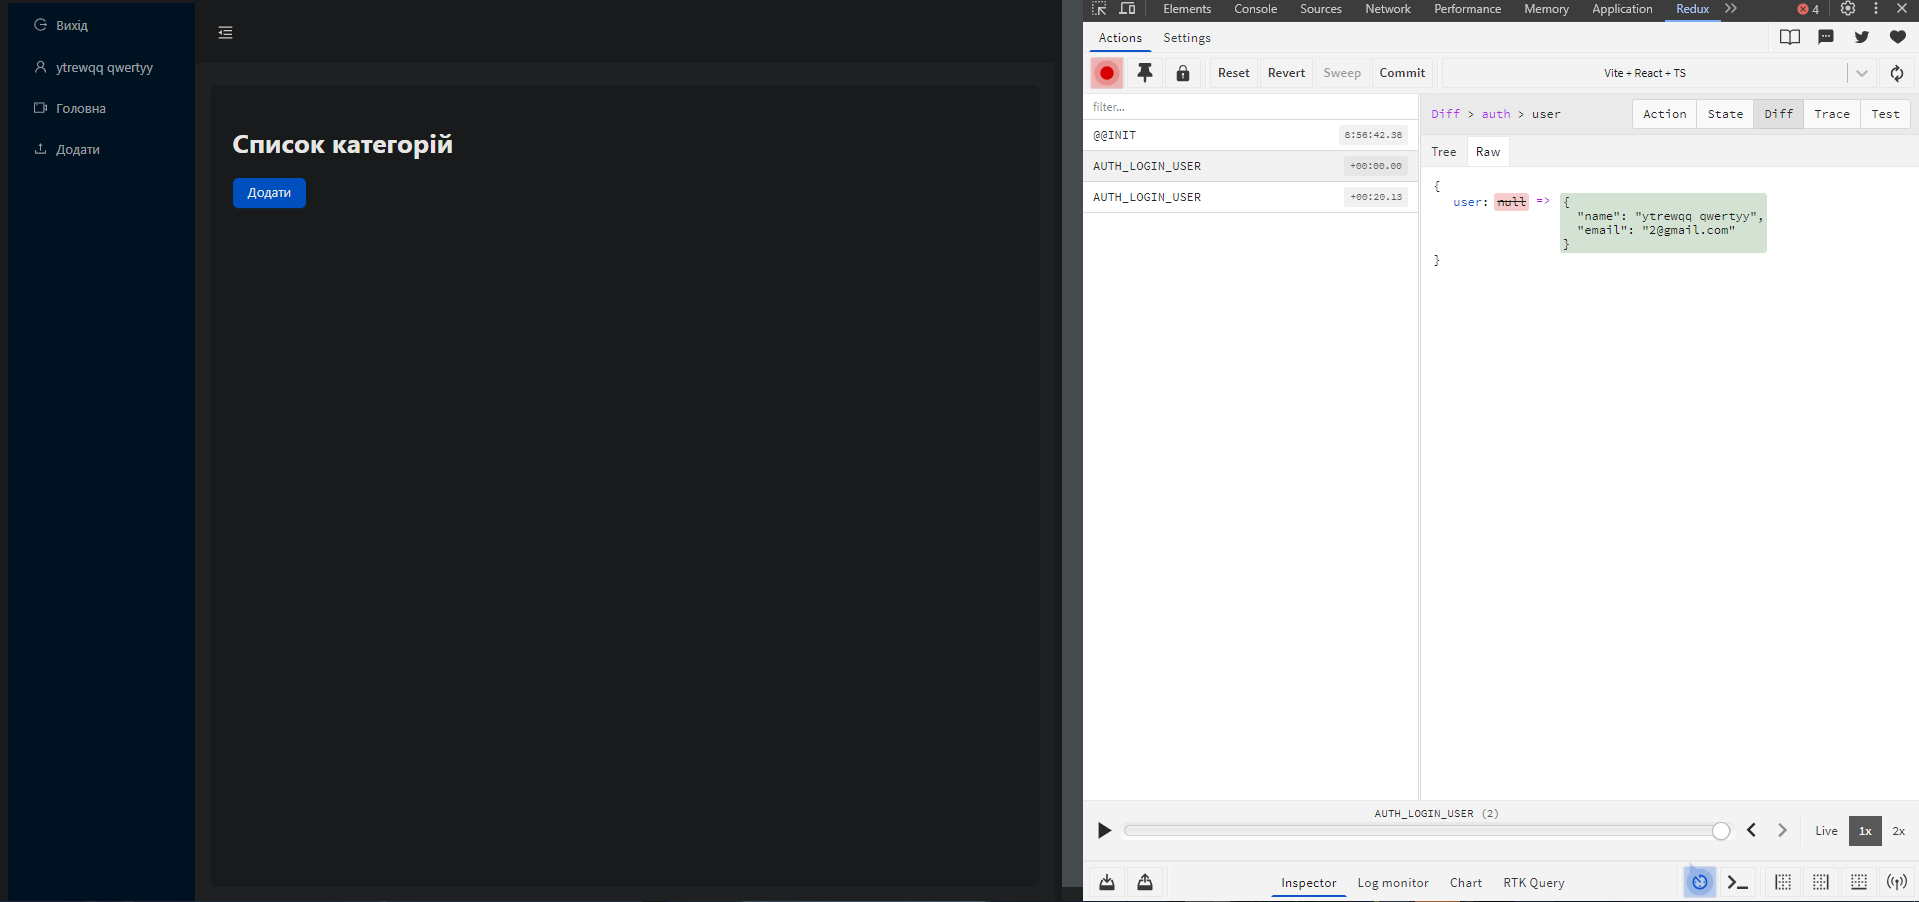 Вихід
ytrewqq qwertyy
Головна
Додати
Список категорій
Додати
Elements Console Sources Network Performance Memory Application Redux 4
Actions Settings
Reset Revert Sweep Commit Vite + React + TS
filter...
@@INIT 8:56:42.38
AUTH_LOGIN_USER +00:00.00
AUTH_LOGIN_USER +00:20.13
Diff > auth > user Action State Diff Trace Test
Tree Raw
{
user: null => {
"name": "ytrewqq qwertyy",
"email": "2@gmail.com"
}
}
AUTH_LOGIN_USER (2)
Live 1x 2x
Inspector Log monitor Chart RTK Query